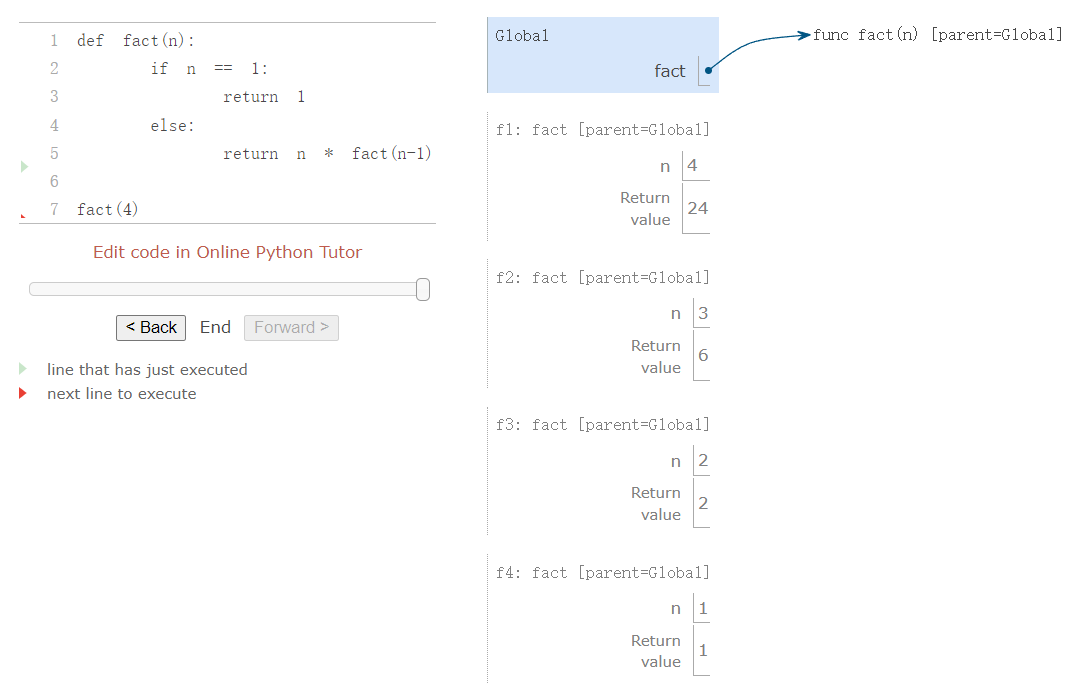 1 def fact(n):
2 if n == 1:
3 return 1
4 else:
5 return n * fact(n-1)
6
7 fact(4)
Edit code in Online Python Tutor
< Back End Forward >
line that has just executed
next line to execute
Global
fact
func fact(n) [parent=Global]
f1: fact [parent=Global]
n 4
Return
value 24
f2: fact [parent=Global]
n 3
Return
value 6
f3: fact [parent=Global]
n 2
Return
value 2
f4: fact [parent=Global]
n 1
Return
value 1